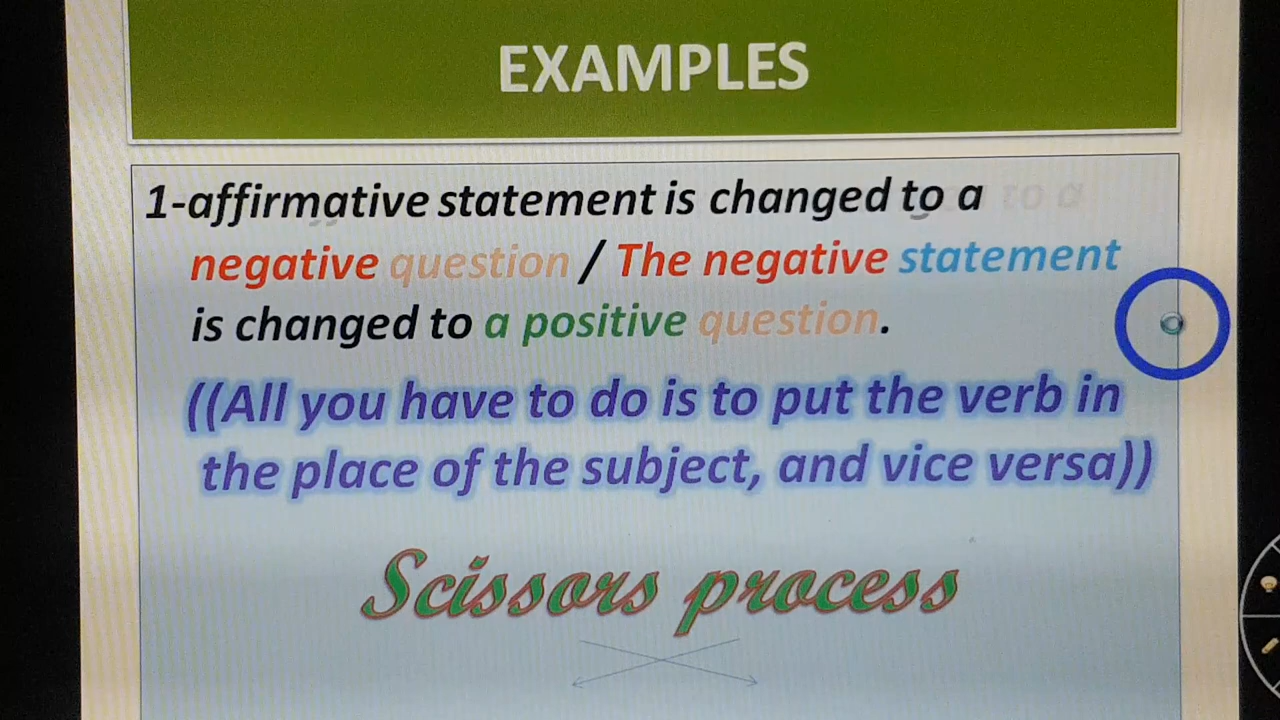 EXAMPLES
1-affirmative statement is changed to a
negative question / The negative statement
is changed to a positive question.
((All you have to do is to put the verb in
the place of the subject, and vice versa))
Scissors process